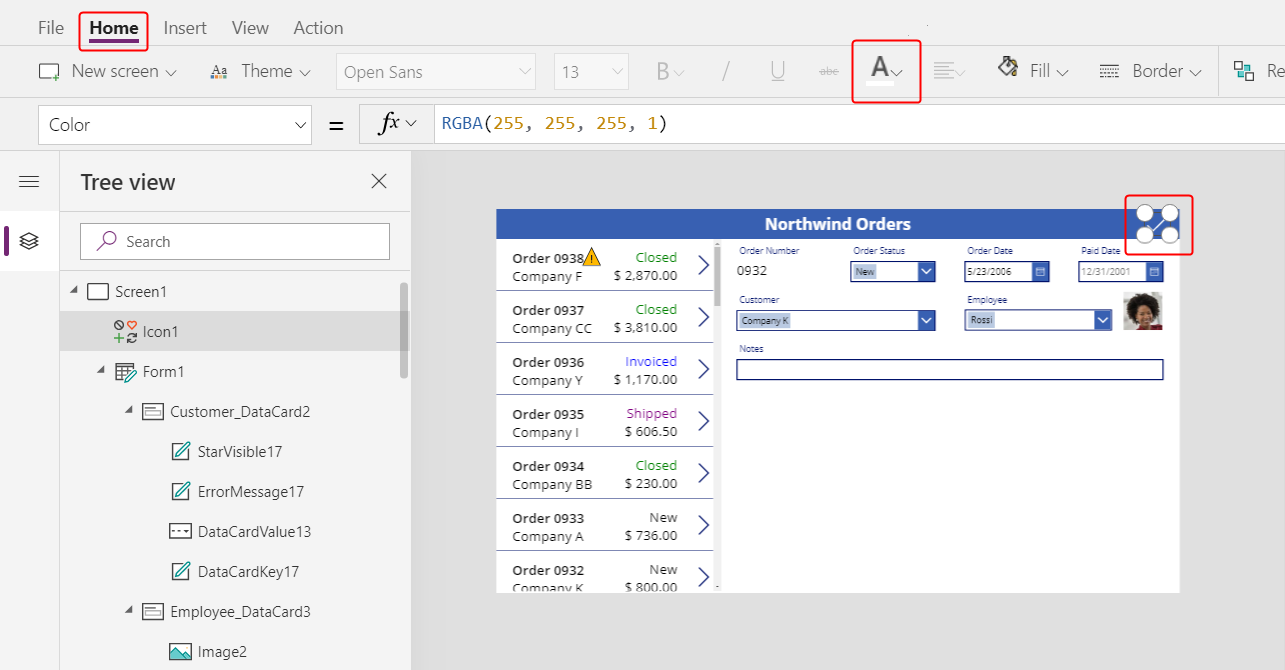 File Home Insert View Action
New screen Aa Theme Open Sans 13 B / U abc A Fill Border Re
Color = fx RGBA(255, 255, 255, 1)
Tree view
Search
Screen1
Icon1
Form1
Customer_DataCard2
StarVisible17
ErrorMessage17
DataCardValue13
DataCardKey17
Employee_DataCard3
Image2
Northwind Orders
Order 0938 Closed
Company F $ 2,870.00
Order 0937 Closed
Company CC $ 3,810.00
Order 0936 Invoiced
Company Y $ 1,170.00
Order 0935 Shipped
Company I $ 606.50
Order 0934 Closed
Company BB $ 230.00
Order 0933 New
Company A $ 736.00
Order 0932 New
Company K $ 800.00
Order Number Order Status Order Date Paid Date
0932 New 5/23/2006 12/31/2001
Customer Employee
Company K Rossi
Notes